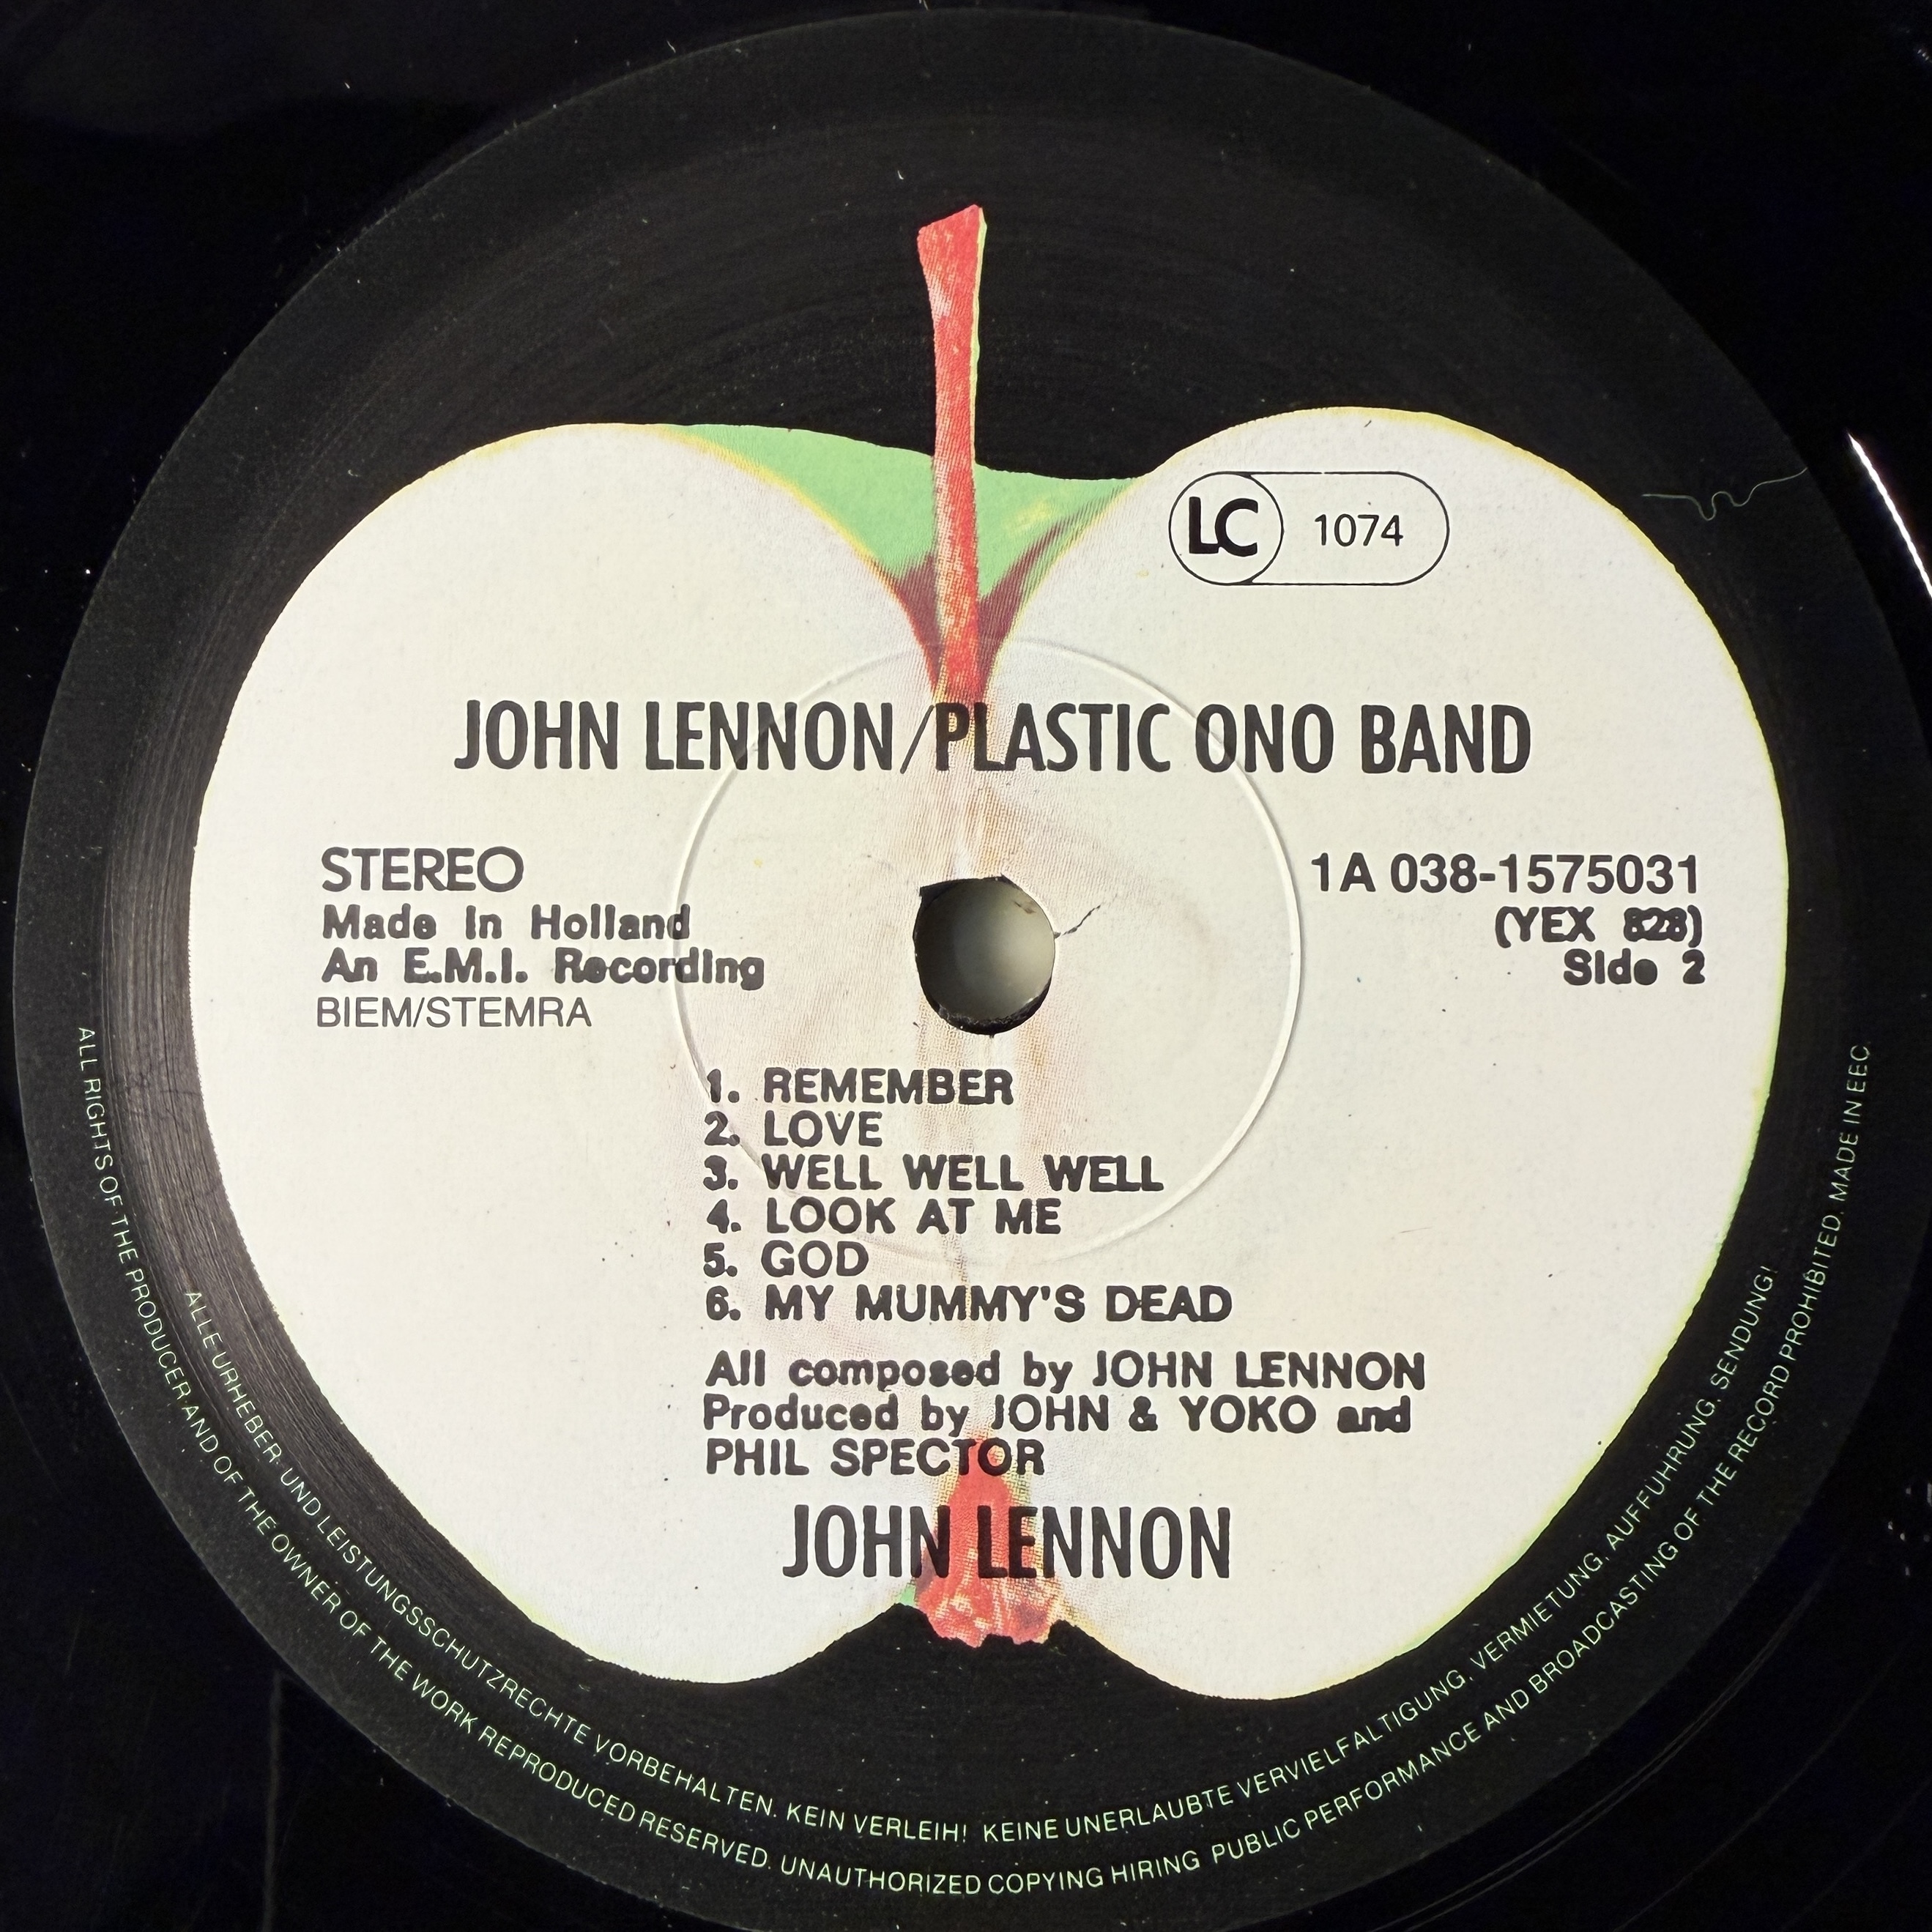 LC 1074
JOHN LENNON/PLASTIC ONO BAND
STEREO
Made in Holland
An E.M.I. Recording
BIEM/STEMRA
1A 038-1575031
(YEX 828)
Side 2
1. REMEMBER
2. LOVE
3. WELL WELL WELL
4. LOOK AT ME
5. GOD
6. MY MUMMY'S DEAD
All composed by JOHN LENNON
Produced by JOHN & YOKO and
PHIL SPECTOR
JOHN LENNON
ALLE URHEBER- UND LEISTUNGSSCHUTZRECHTE VORBEHALTEN. KEIN VERLEIH! KEINE UNERLAUBTE VERVIELFALTIGUNG, VERMIETUNG, AUFFUHRUNG, SENDUNG!
ALL RIGHTS OF THE PRODUCER AND OF THE OWNER OF THE WORK REPRODUCED RESERVED. UNAUTHORIZED COPYING HIRING PUBLIC PERFORMANCE AND BROADCASTING OF THE RECORD PROHIBITED. MADE IN EEC